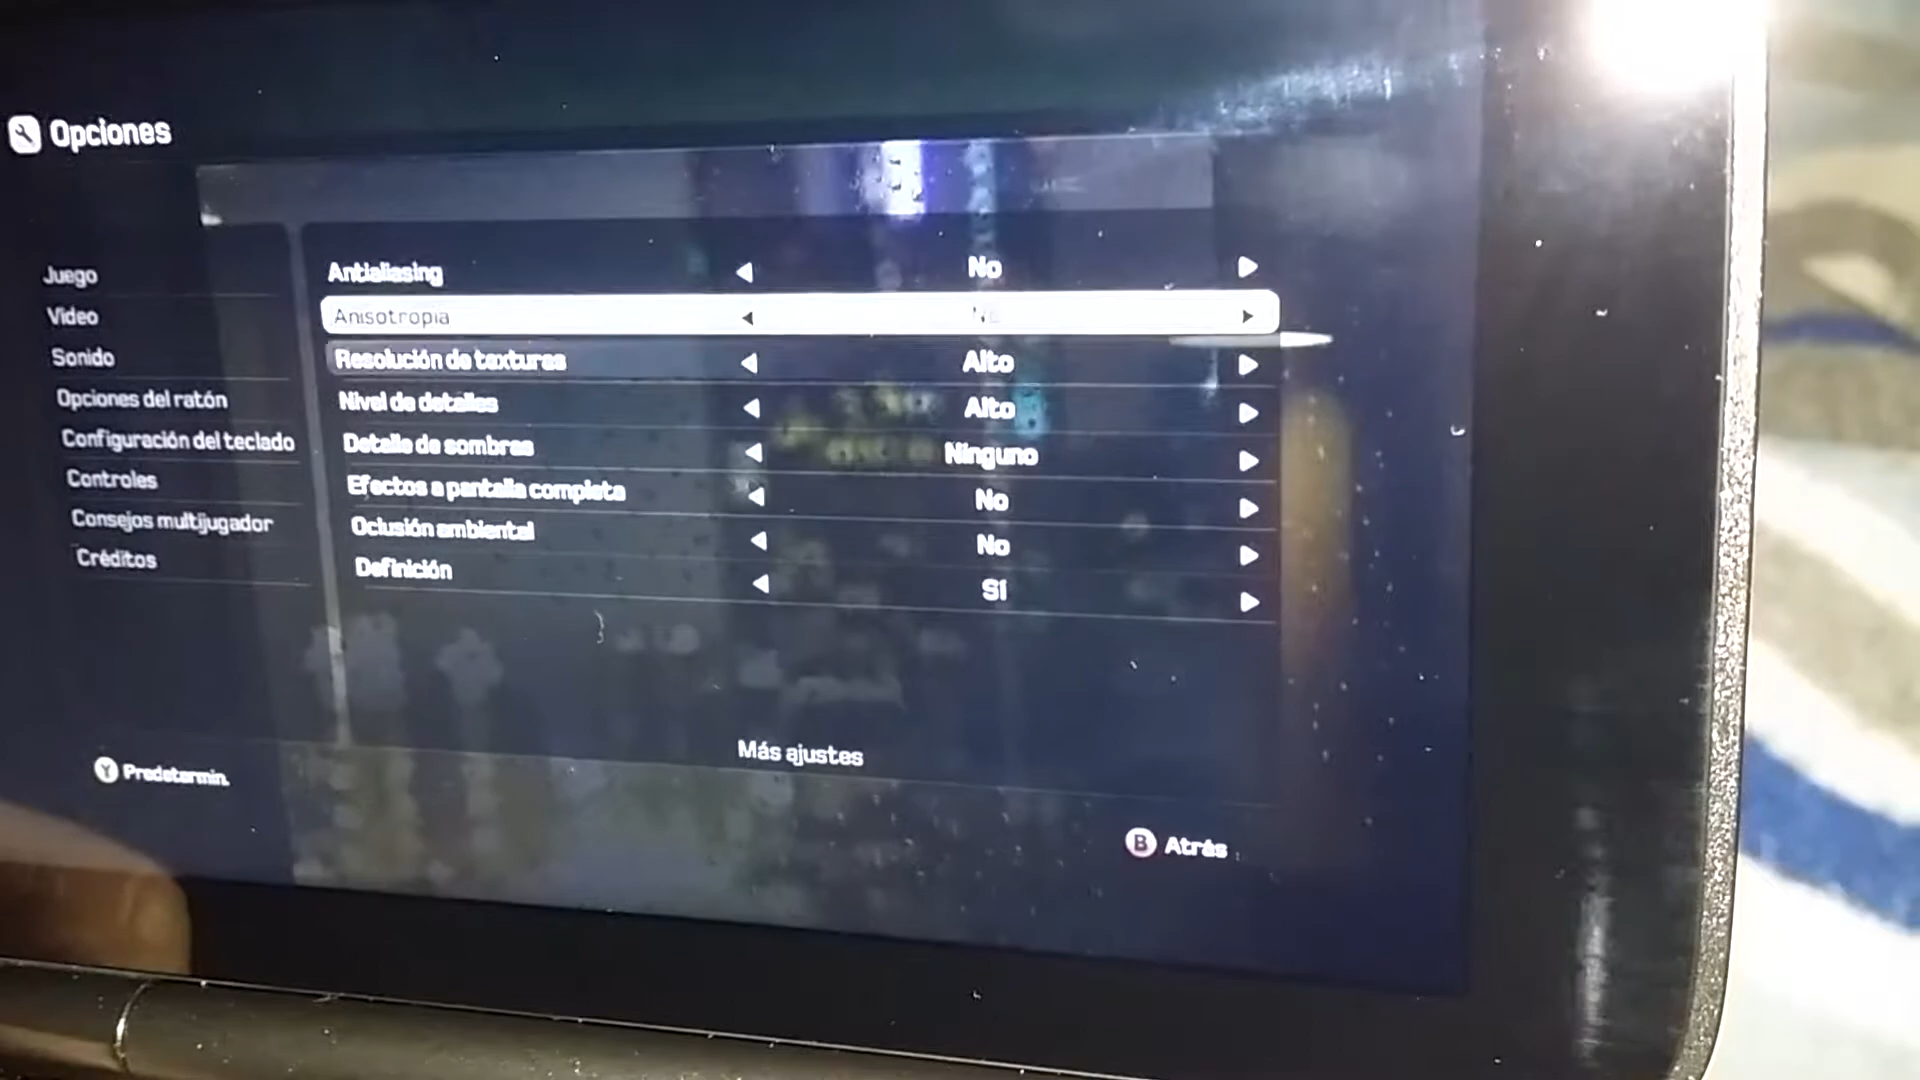 Opciones
Juego
Video
Sonido
Opciones del ratón
Configuración del teclado
Controles
Consejos multijugador
Créditos
Antialiasing No
Anisotropia No
Resolución de texturas Alto
Nivel de detalles Alto
Detalle de sombras Ninguno
Efectos a pantalla completa No
Oclusión ambiental No
Definición Sí
Más ajustes
Y Predetermin.
B Atrás